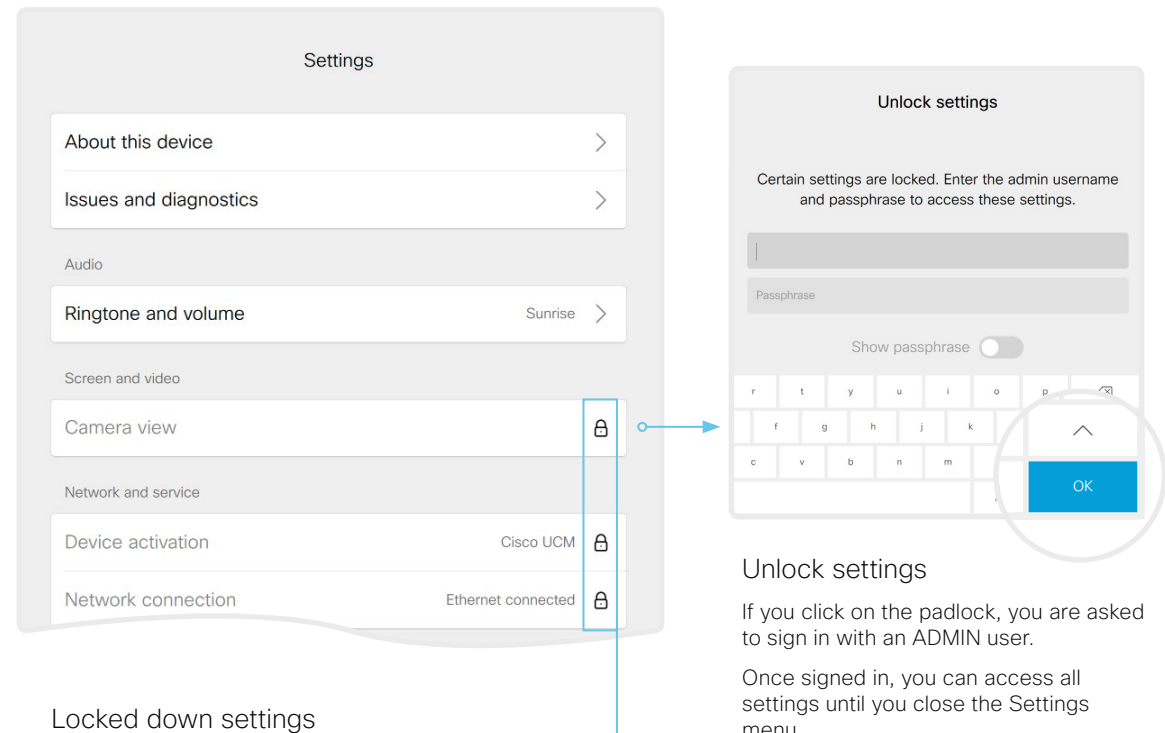 Settings
About this device
Issues and diagnostics
Audio
Ringtone and volume Sunrise
Screen and video
Camera view
Network and service
Device activation Cisco UCM
Network connection Ethernet connected
Locked down settings
Unlock settings
Certain settings are locked. Enter the admin username
and passphrase to access these settings.
Passphrase
Show passphrase
r t y u i o p
f g h j k
c v b n m
OK
Unlock settings
If you click on the padlock, you are asked
to sign in with an ADMIN user.
Once signed in, you can access all
settings until you close the Settings
menu